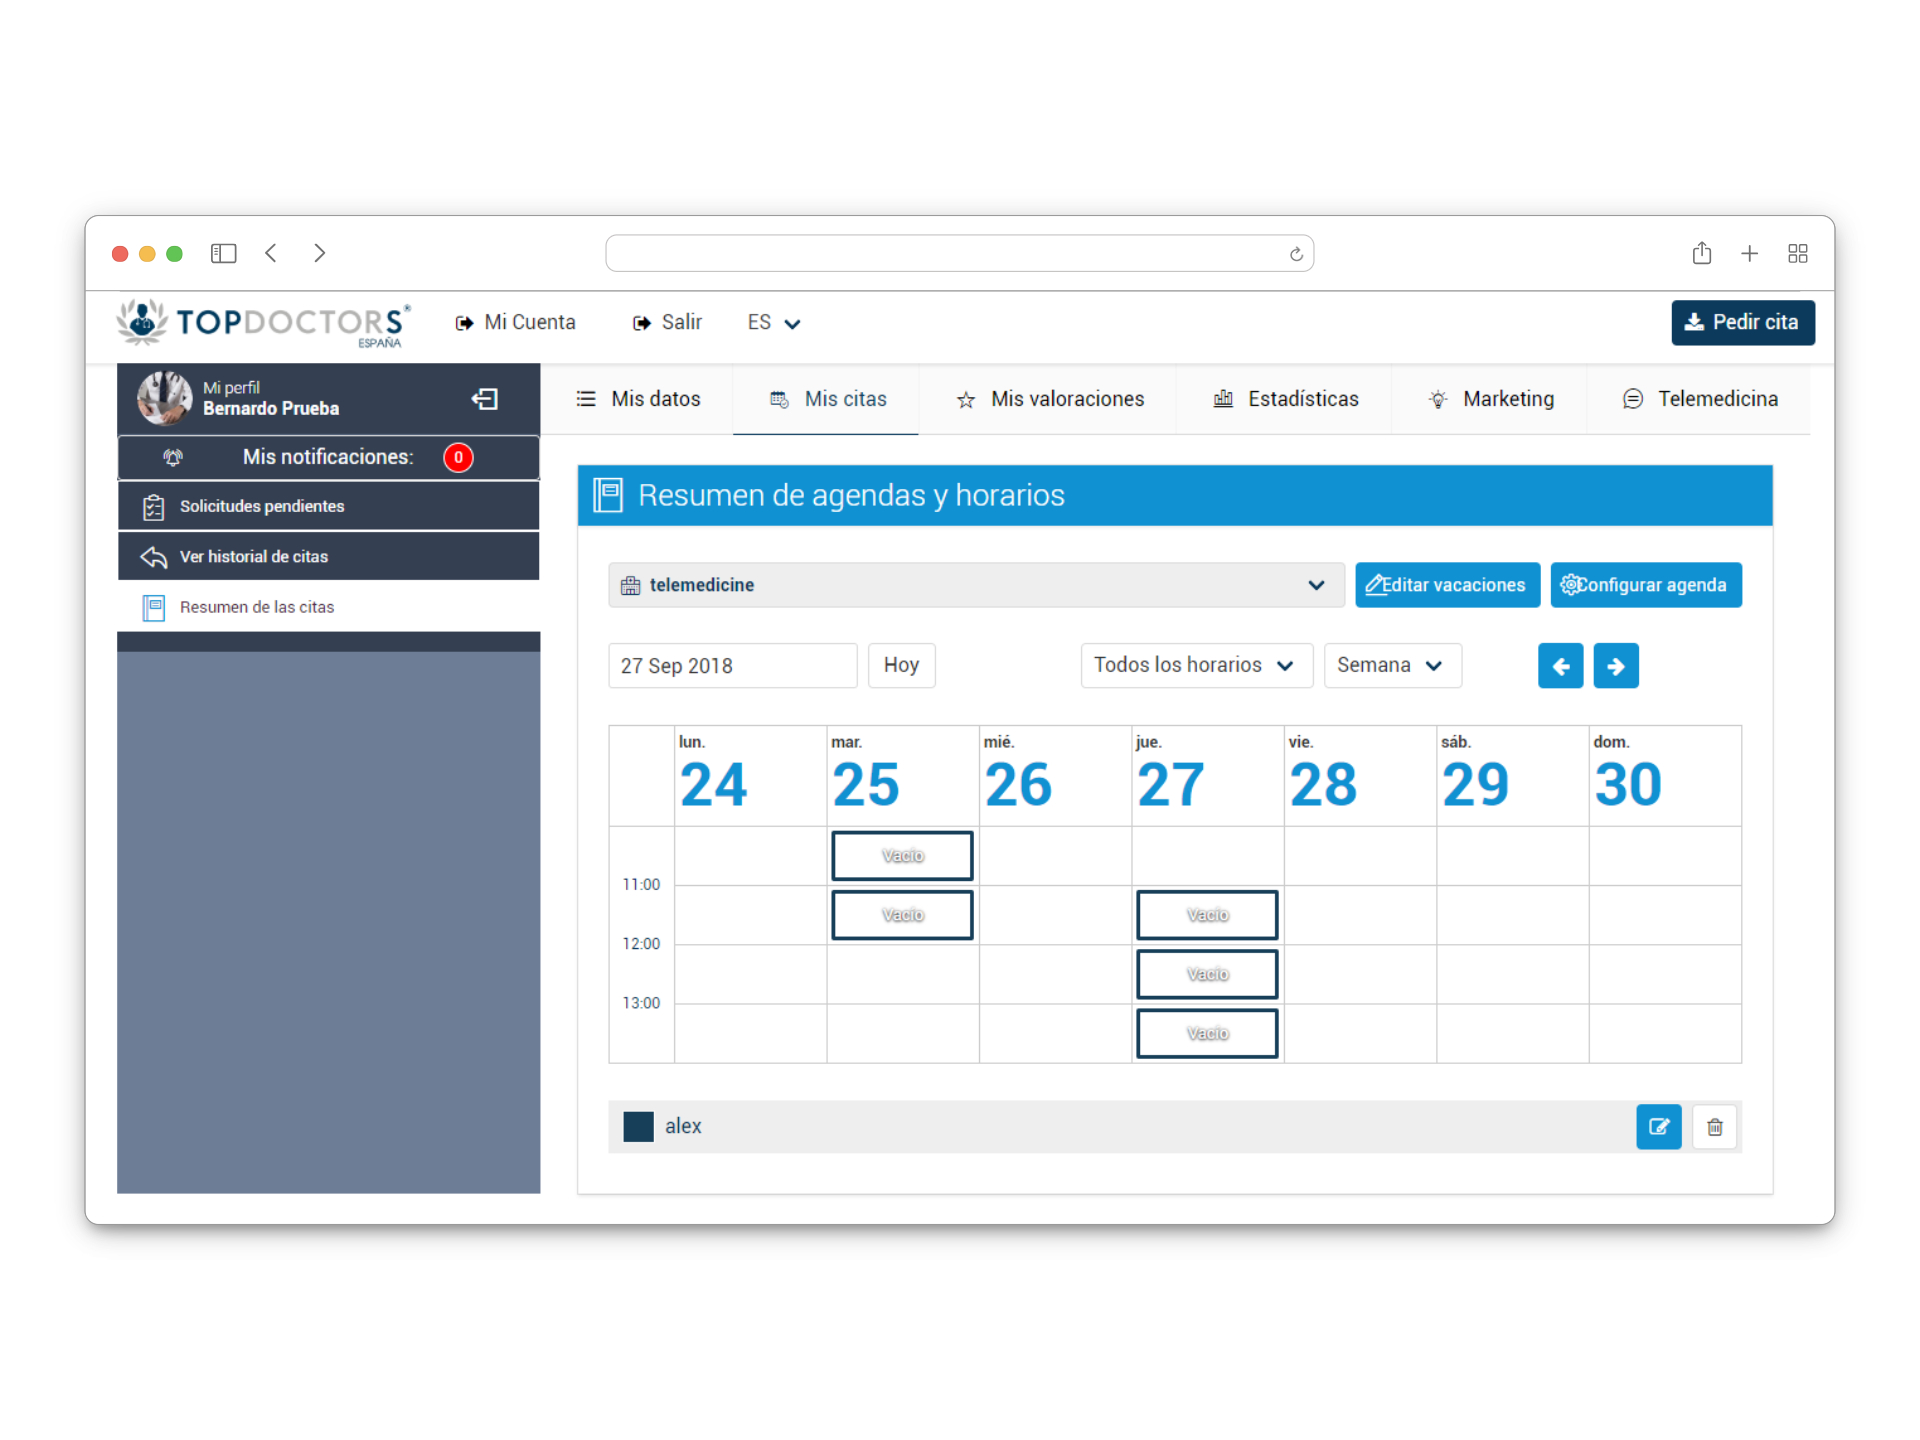 TOPDOCTORS®
ESPAÑA
Mi Cuenta
Salir
ES
Pedir cita
Mi perfil
Bernardo Prueba
Mis datos
Mis citas
Mis valoraciones
Estadísticas
Marketing
Telemedicina
Mis notificaciones: 0
Solicitudes pendientes
Ver historial de citas
Resumen de las citas
Resumen de agendas y horarios
telemedicine
Editar vacaciones
Configurar agenda
27 Sep 2018
Hoy
Todos los horarios
Semana
lun. mar. mié. jue. vie. sáb. dom.
24 25 26 27 28 29 30
Vacío
11:00
Vacío Vacío
12:00
Vacío
13:00
Vacío
alex